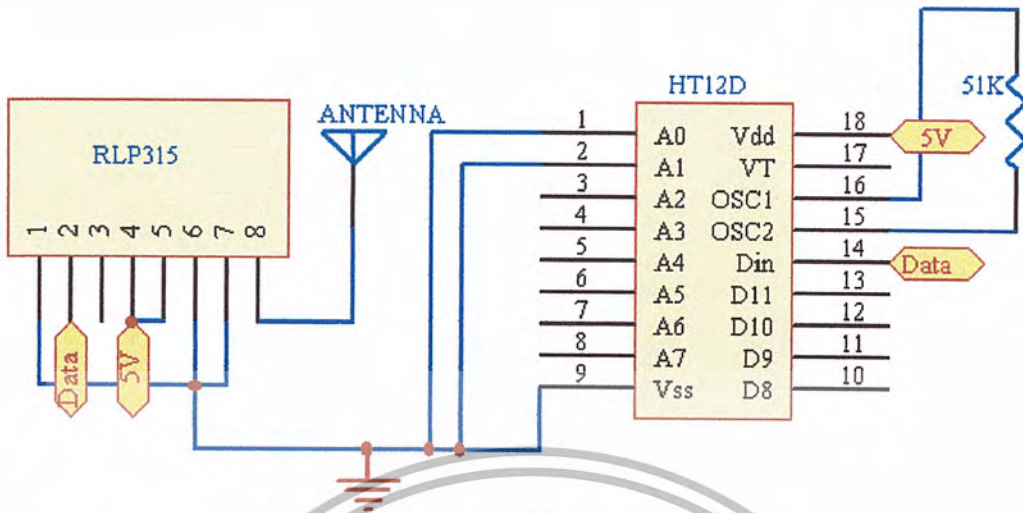 ANTENNA
RLP315
1 2 3 4 5 6 7 8
Data
5V
HT12D
51K
1 A0 Vdd 18 5V
2 A1 VT 17
3 A2 OSC1 16
4 A3 OSC2 15
5 A4 Din 14 Data
6 A5 D11 13
7 A6 D10 12
8 A7 D9 11
9 Vss D8 10